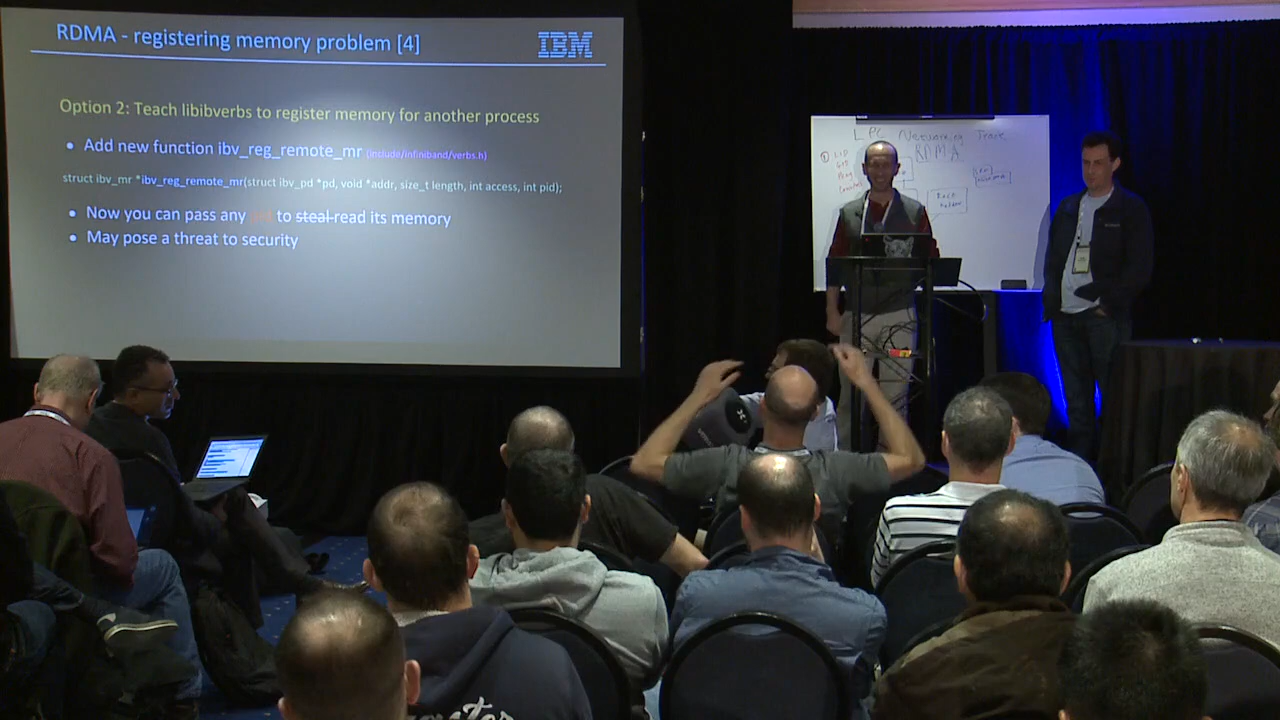 RDMA - registering memory problem [4]
IBM
Option 2: Teach libibverbs to register memory for another process
• Add new function ibv_reg_remote_mr (include/infiniband/verbs.h)
struct ibv_mr *ibv_reg_remote_mr(struct ibv_pd *pd, void *addr, size_t length, int access, int pid);
• Now you can pass any pid to steal read its memory
• May pose a threat to security
LPC Networking Track
RDMA